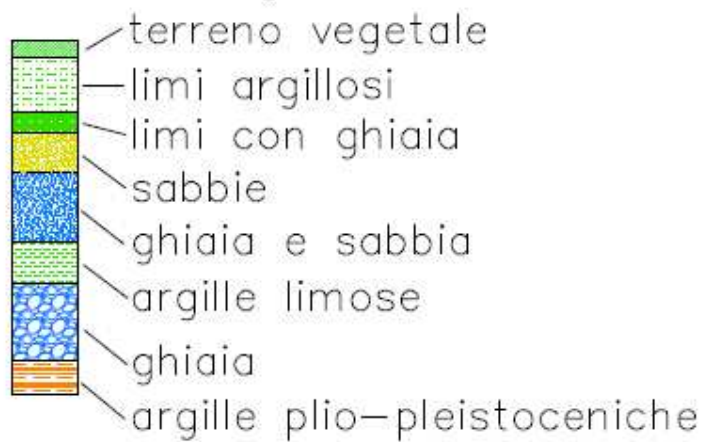 terreno vegetale
limi argillosi
limi con ghiaia
sabbie
ghiaia e sabbia
argille limose
ghiaia
argille plio-pleistoceniche